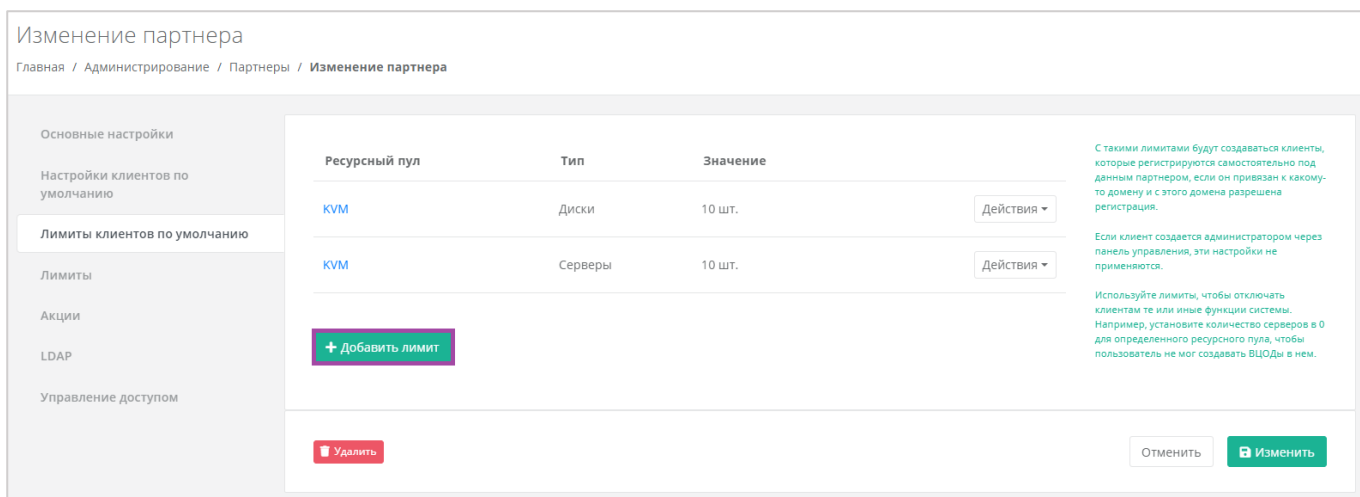 Изменение партнера
Главная / Администрирование / Партнеры / Изменение партнера
Основные настройки
Настройки клиентов по
умолчанию
Лимиты клиентов по умолчанию
Лимиты
Акции
LDAP
Управление доступом
Ресурсный пул Тип Значение
KVM Диски 10 шт. Действия
KVM Серверы 10 шт. Действия
+ Добавить лимит
С такими лимитами будут создаваться клиенты,
которые регистрируются самостоятельно под
данным партнером, если он привязан к какому-
то домену и с этого домена разрешена
регистрация.
Если клиент создается администратором через
панель управления, эти настройки не
применяются.
Используйте лимиты, чтобы отключать
клиентам те или иные функции системы.
Например, установите количество серверов в 0
для определенного ресурсного пула, чтобы
пользователь не мог создавать ВЦОДы в нем.
Удалить
Отменить
Изменить